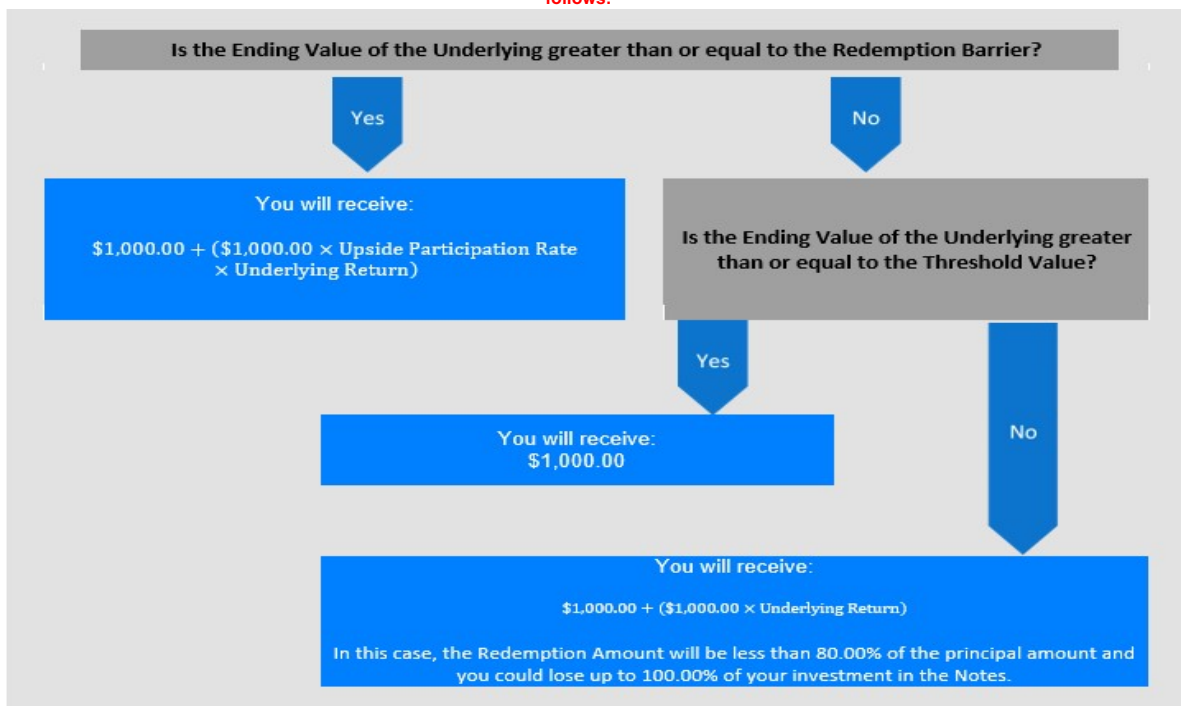 follows:
Is the Ending Value of the Underlying greater than or equal to the Redemption Barrier?
Yes
No
You will receive:
$1,000.00 + ($1,000.00 × Upside Participation Rate
× Underlying Return)
Is the Ending Value of the Underlying greater
than or equal to the Threshold Value?
Yes
No
You will receive:
$1,000.00
You will receive:
$1,000.00 + ($1,000.00 × Underlying Return)
In this case, the Redemption Amount will be less than 80.00% of the principal amount and
you could lose up to 100.00% of your investment in the Notes.